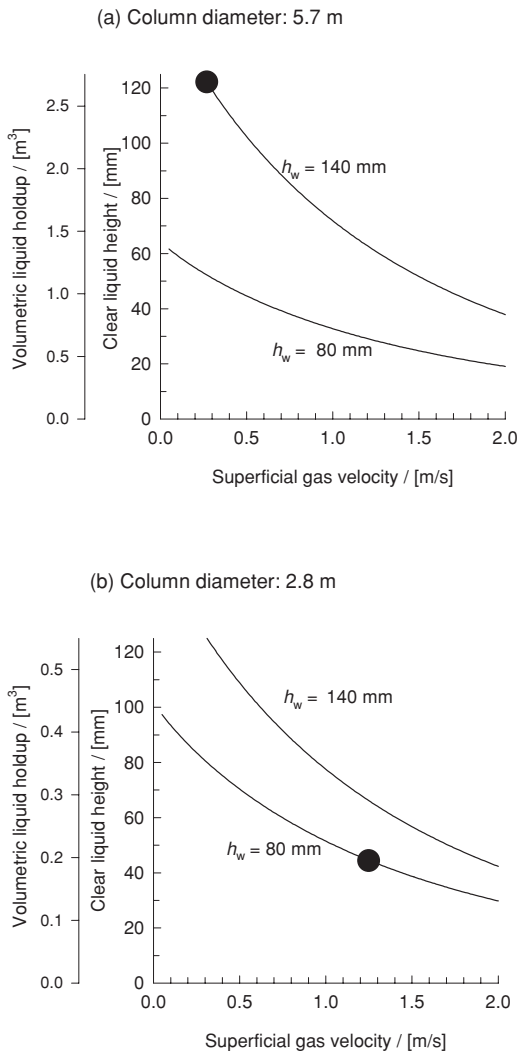 (a) Column diameter: 5.7 m
Volumetric liquid holdup / [m³]
2.5
2.0
1.5
1.0
0.5
0.0
Clear liquid height / [mm]
120
100
80
60
40
20
0
h_w = 140 mm
h_w = 80 mm
0.0 0.5 1.0 1.5 2.0
Superficial gas velocity / [m/s]
(b) Column diameter: 2.8 m
Volumetric liquid holdup / [m³]
0.5
0.4
0.3
0.2
0.1
0.0
Clear liquid height / [mm]
120
100
80
60
40
20
0
h_w = 140 mm
h_w = 80 mm
0.0 0.5 1.0 1.5 2.0
Superficial gas velocity / [m/s]